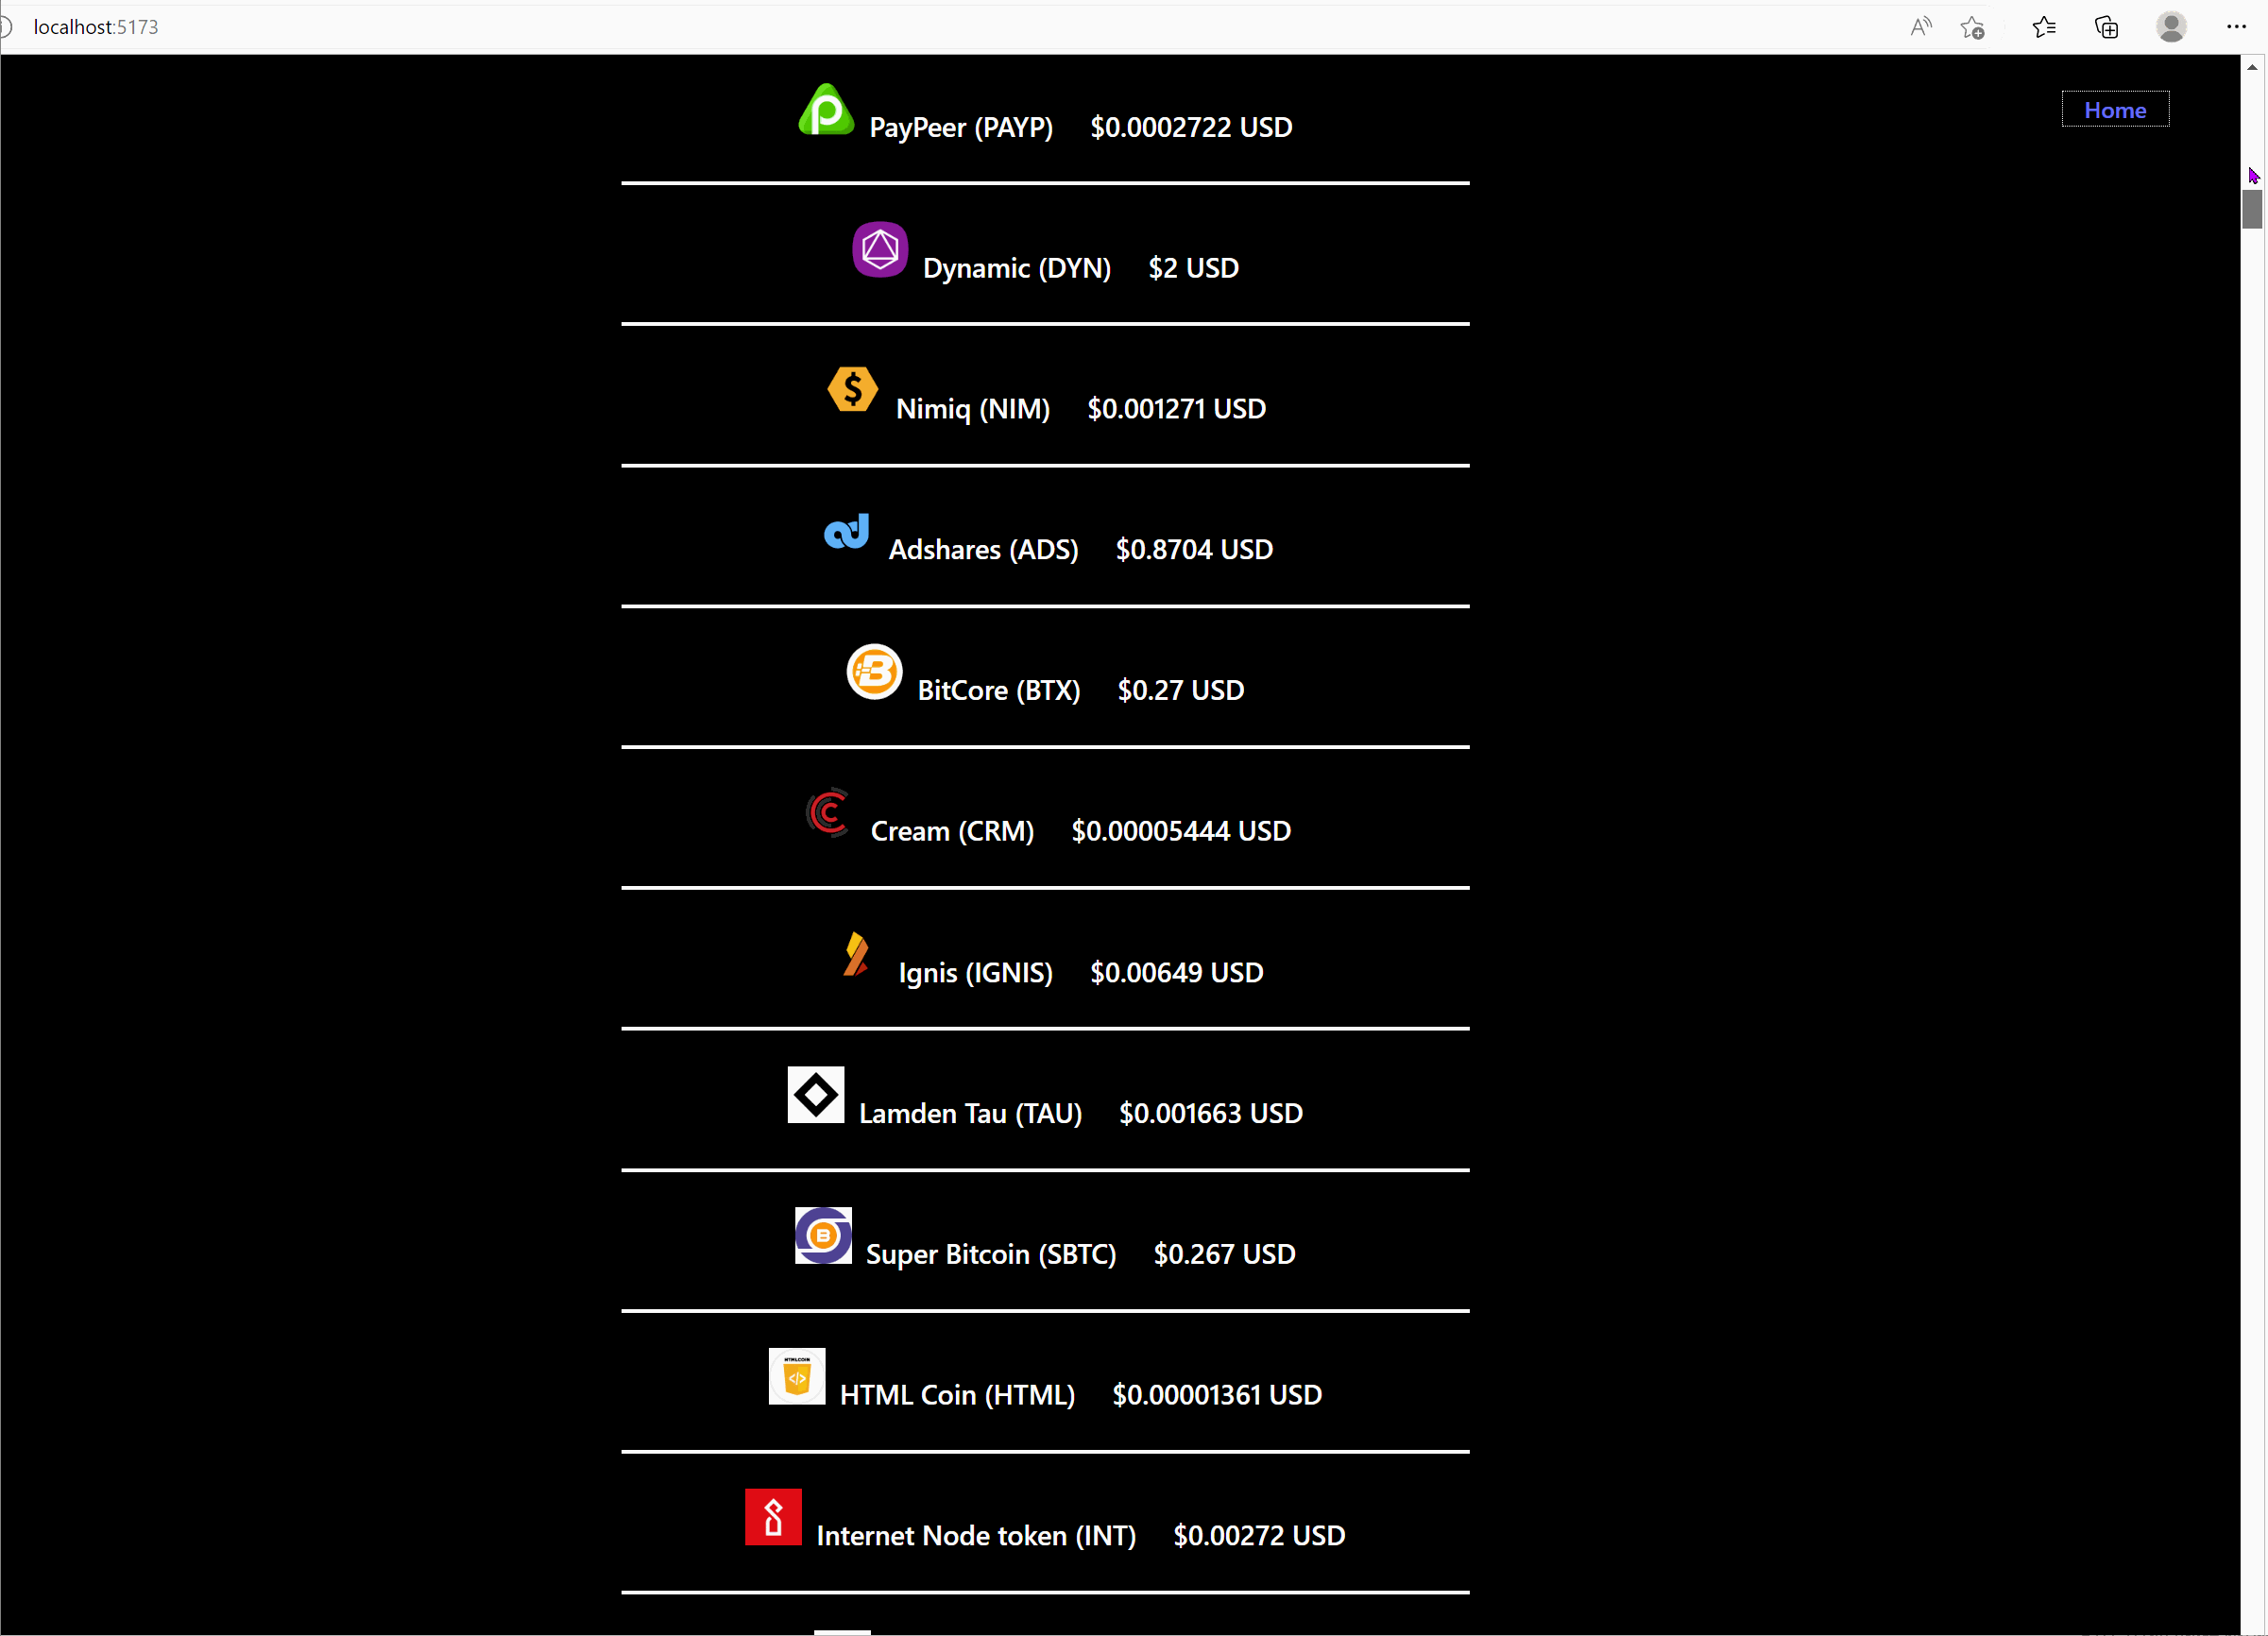 localhost:5173
Home
PayPeer (PAYP) $0.0002722 USD
Dynamic (DYN) $2 USD
Nimiq (NIM) $0.001271 USD
Adshares (ADS) $0.8704 USD
BitCore (BTX) $0.27 USD
Cream (CRM) $0.00005444 USD
Ignis (IGNIS) $0.00649 USD
Lamden Tau (TAU) $0.001663 USD
Super Bitcoin (SBTC) $0.267 USD
HTMLCOIN
HTML Coin (HTML) $0.00001361 USD
Internet Node token (INT) $0.00272 USD